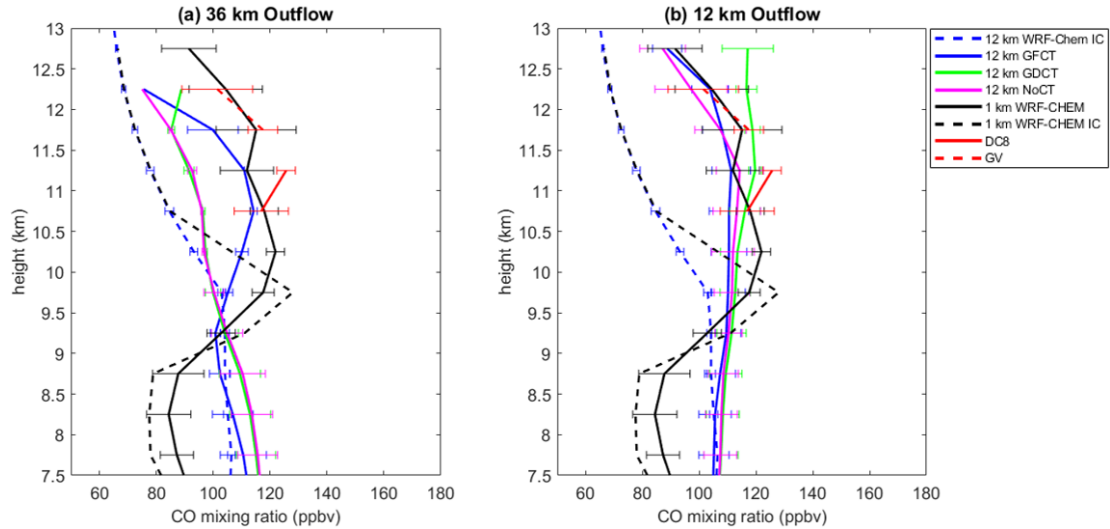 (a) 36 km Outflow
13
12.5
12
11.5
11
10.5
10
9.5
9
8.5
8
7.5
height (km)
60 80 100 120 140 160 180
CO mixing ratio (ppbv)
(b) 12 km Outflow
13
12.5
12
11.5
11
10.5
10
9.5
9
8.5
8
7.5
height (km)
60 80 100 120 140 160 180
CO mixing ratio (ppbv)
12 km WRF-Chem IC
12 km GFCT
12 km GDCT
12 km NoCT
1 km WRF-CHEM
1 km WRF-CHEM IC
DC8
GV